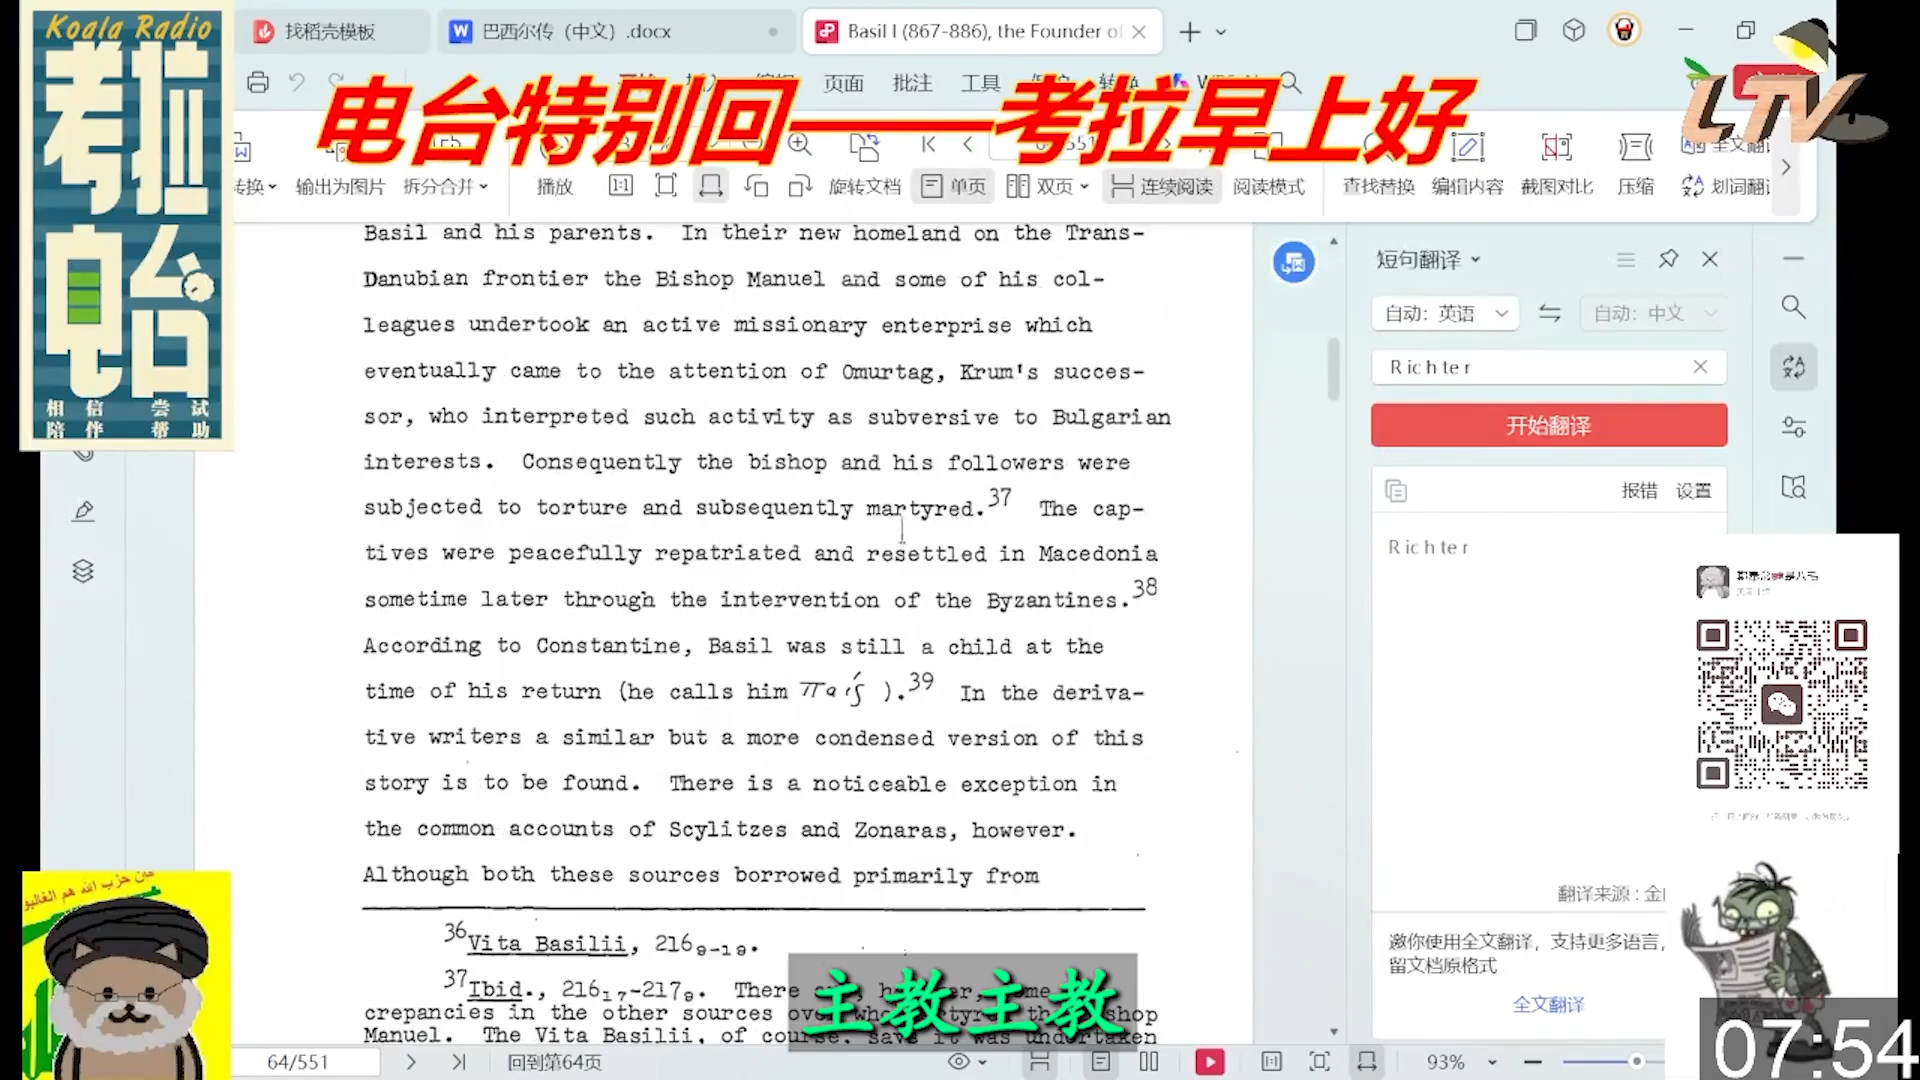 Koala Radio
考拉电台
相信 尝试
陪伴 帮助
找稻壳模板
巴西尔传（中文）.docx
Basil I (867-886), the Founder of
页面 批注 工具
电台特别回——考拉早上好
LTV
转换
输出为图片
拆分合并
播放
旋转文档
单页
双页
连续阅读
阅读模式
查找替换
编辑内容
截图对比
压缩
全文翻
划词翻
Basil and his parents. In their new homeland on the Trans-
Danubian frontier the Bishop Manuel and some of his col-
leagues undertook an active missionary enterprise which
eventually came to the attention of Omurtag, Krum's succes-
sor, who interpreted such activity as subversive to Bulgarian
interests. Consequently the bishop and his followers were
subjected to torture and subsequently martyred.37 The cap-
tives were peacefully repatriated and resettled in Macedonia
sometime later through the intervention of the Byzantines.38
According to Constantine, Basil was still a child at the
time of his return (he calls him παίς ).39 In the deriva-
tive writers a similar but a more condensed version of this
story is to be found. There is a noticeable exception in
the common accounts of Scylitzes and Zonaras, however.
Although both these sources borrowed primarily from
36Vita Basilii, 2169-19.
37Ibid., 21617-2179. There
crepancies in the other sources
Manuel. The Vita Basilii, of course, says it was undertaken
主教主教
短句翻译
自动：英语
自动：中文
Richter
开始翻译
报错 设置
Richter
翻译来源：金
邀你使用全文翻译，支持更多语言，
留文档原格式
全文翻译
64/551
回到第64页
93%
07:54